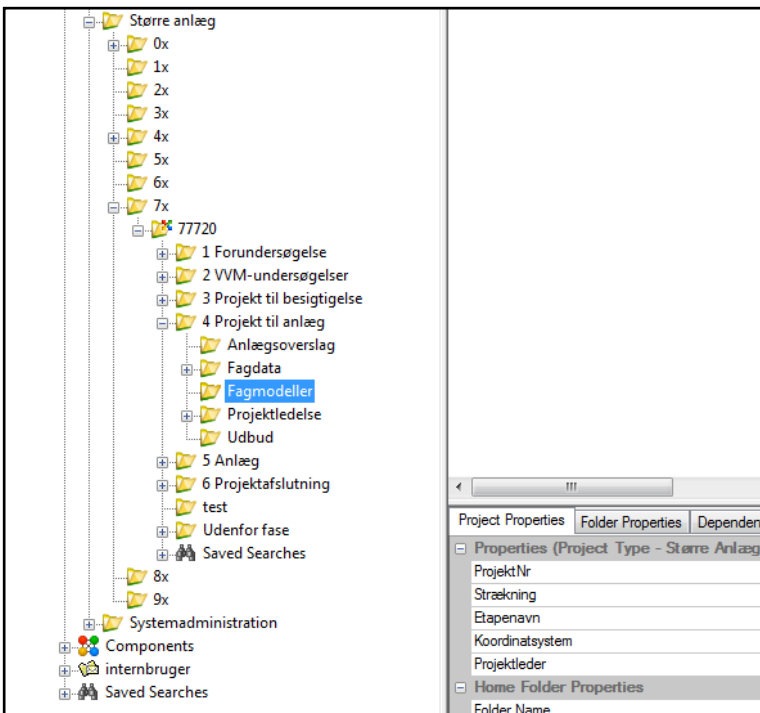 Større anlæg
0x
1x
2x
3x
4x
5x
6x
7x
77720
1 Forundersøgelse
2 VVM-undersøgelser
3 Projekt til besigtigelse
4 Projekt til anlæg
Anlægsoverslag
Fagdata
Fagmodeller
Projektledelse
Udbud
5 Anlæg
6 Projektafslutning
test
Udenfor fase
Saved Searches
8x
9x
Systemadministration
Components
internbruger
Saved Searches
Project Properties Folder Properties Dependen
Properties (Project Type - Større Anlæg
ProjektNr
Strækning
Etapenavn
Koordinatsystem
Projektleder
Home Folder Properties
Folder Name